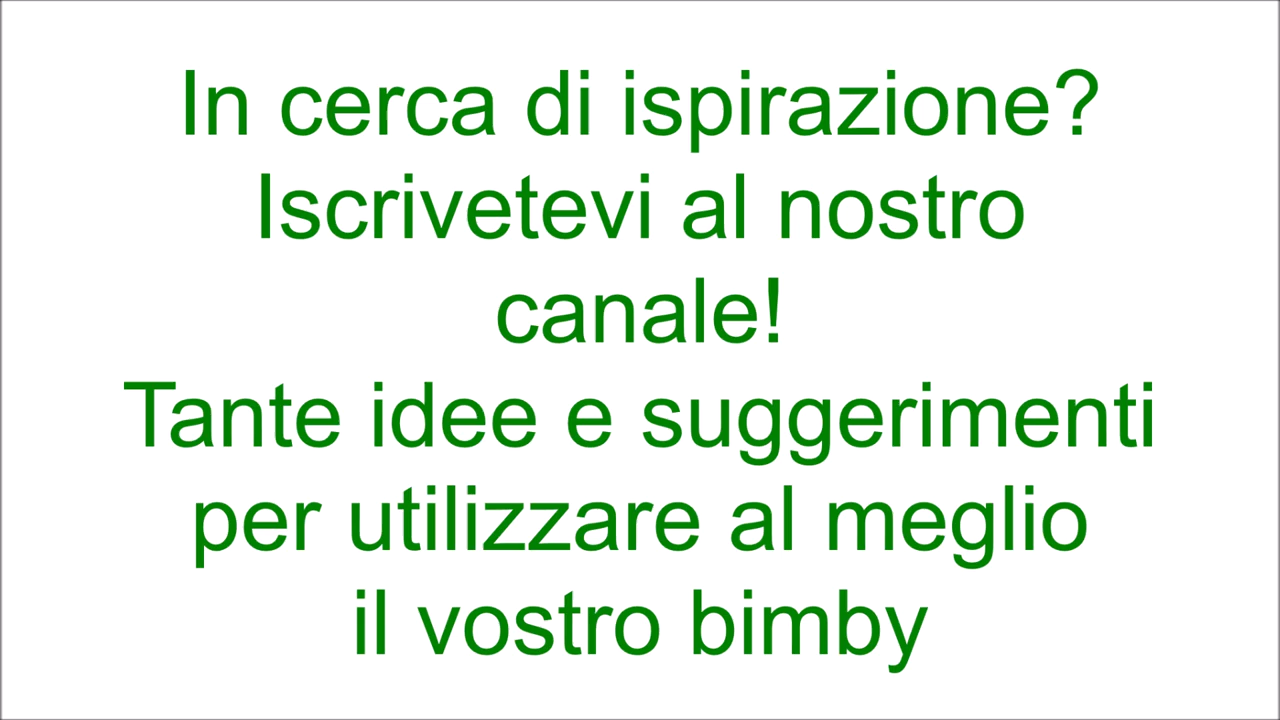 In cerca di ispirazione?
Iscrivetevi al nostro
canale!
Tante idee e suggerimenti
per utilizzare al meglio
il vostro bimby